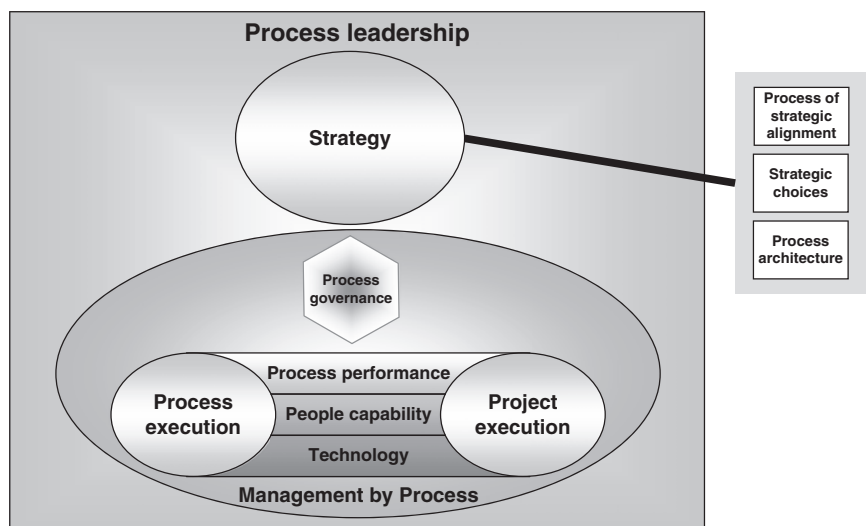 Process leadership
Strategy
Process of
strategic
alignment
Strategic
choices
Process
architecture
Process
governance
Process performance
Process
execution
People capability
Project
execution
Technology
Management by Process